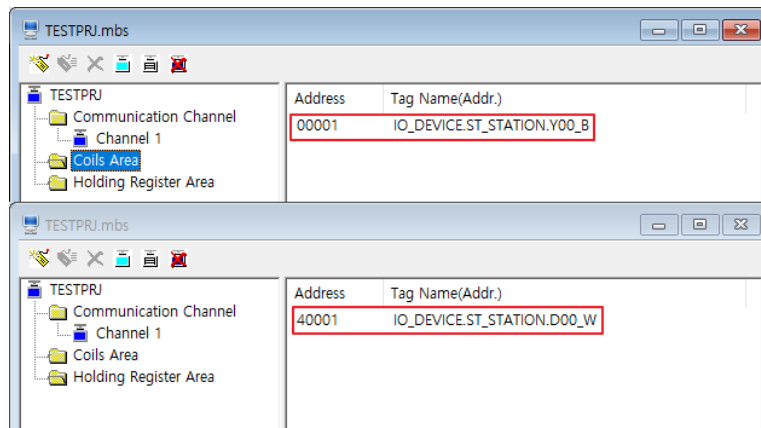 TESTPRJ.mbs
TESTPRJ
Communication Channel
Channel 1
Coils Area
Holding Register Area
Address Tag Name(Addr.)
00001 IO_DEVICE.ST_STATION.Y00_B
TESTPRJ.mbs
TESTPRJ
Communication Channel
Channel 1
Coils Area
Holding Register Area
Address Tag Name(Addr.)
40001 IO_DEVICE.ST_STATION.D00_W